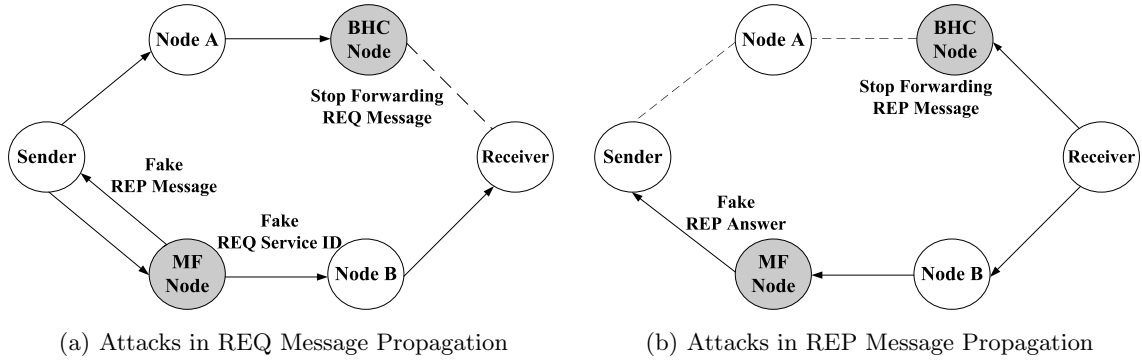 Node A
BHC
Node
Stop Forwarding
REQ Message
Sender
Receiver
Fake
REP Message
Fake
REQ Service ID
MF
Node
Node B
(a) Attacks in REQ Message Propagation
Node A
BHC
Node
Stop Forwarding
REP Message
Sender
Receiver
Fake
REP Answer
MF
Node
Node B
(b) Attacks in REP Message Propagation